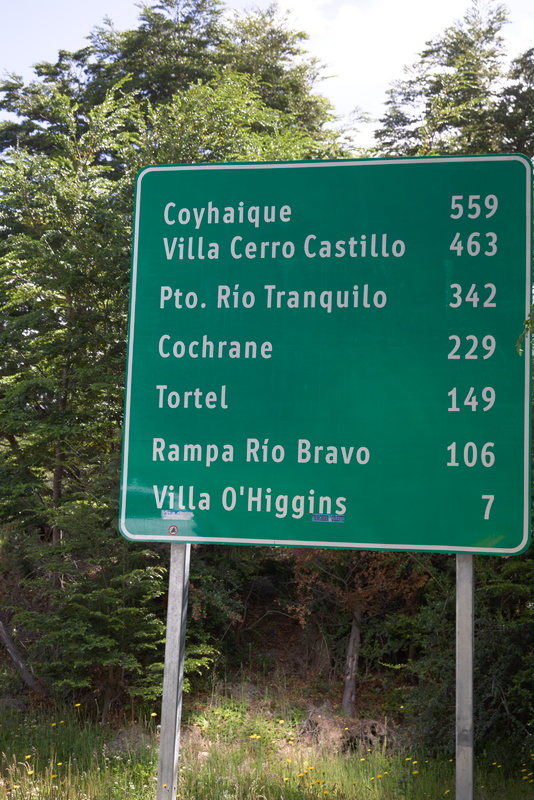 Coyhaique 559
Villa Cerro Castillo 463
Pto. Río Tranquilo 342
Cochrane 229
Tortel 149
Rampa Río Bravo 106
Villa O'Higgins 7